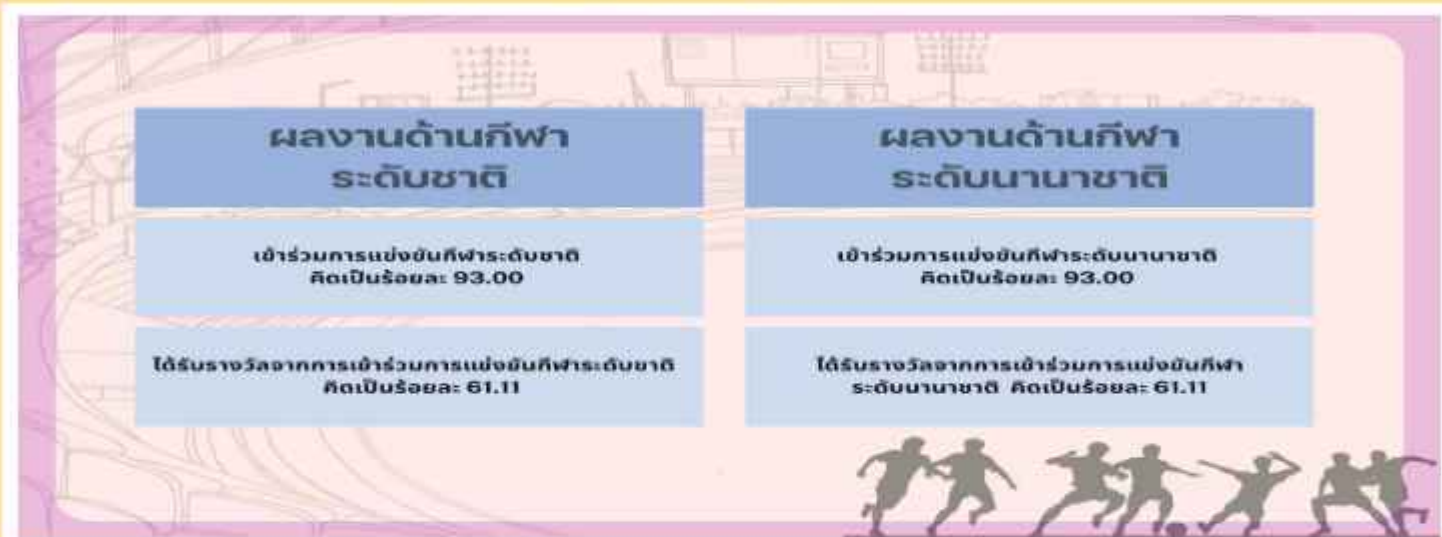 ผลงานด้านกีฬา
ระดับชาติ
เข้าร่วมการแข่งขันกีฬาระดับชาติ
คิดเป็นร้อยละ 93.00
ได้รับรางวัลจากการเข้าร่วมการแข่งขันกีฬาระดับชาติ
คิดเป็นร้อยละ 61.11
ผลงานด้านกีฬา
ระดับนานาชาติ
เข้าร่วมการแข่งขันกีฬาระดับนานาชาติ
คิดเป็นร้อยละ 93.00
ได้รับรางวัลจากการเข้าร่วมการแข่งขันกีฬา
ระดับนานาชาติ คิดเป็นร้อยละ 61.11